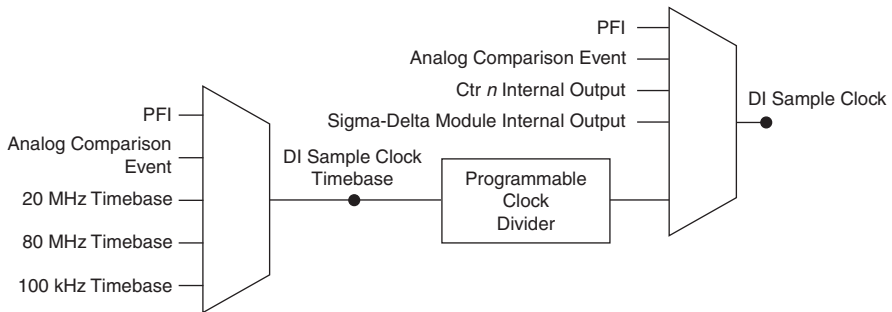 PFI
Analog Comparison Event
Ctr n Internal Output
Sigma-Delta Module Internal Output
DI Sample Clock
PFI
Analog Comparison
Event
20 MHz Timebase
80 MHz Timebase
100 kHz Timebase
DI Sample Clock
Timebase
Programmable
Clock
Divider